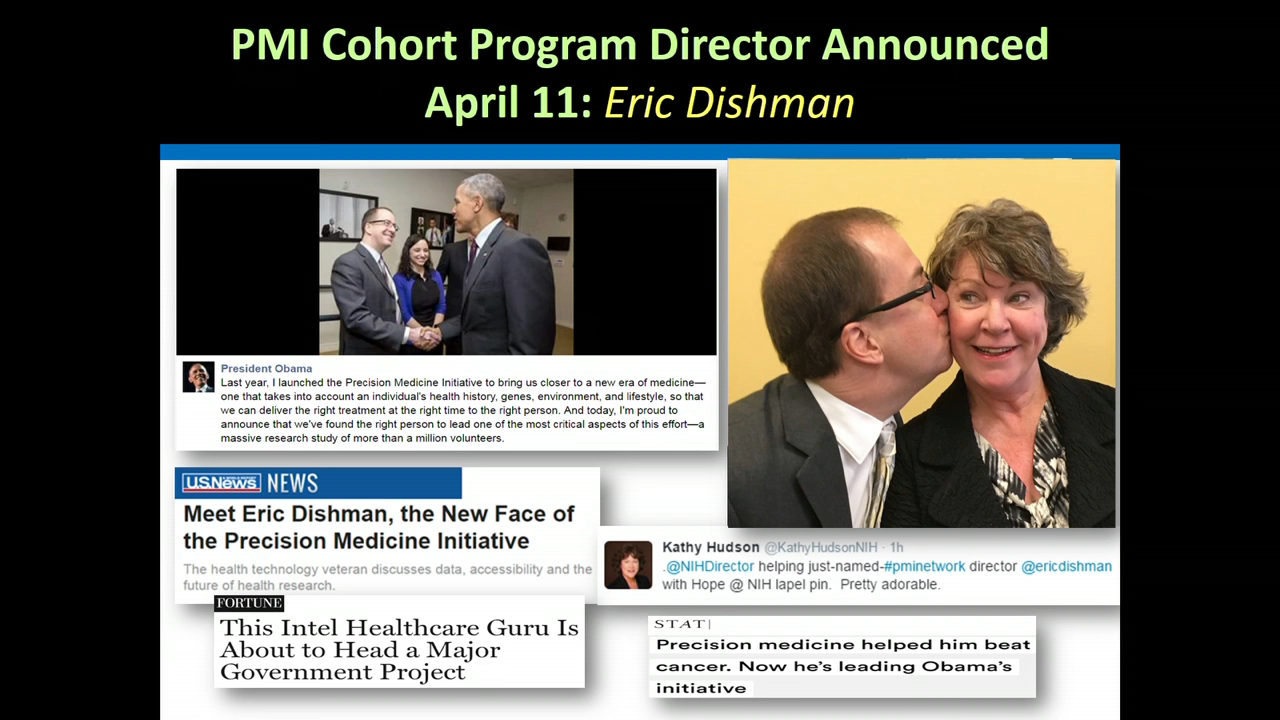 PMI Cohort Program Director Announced
April 11: Eric Dishman
President Obama
Last year, I launched the Precision Medicine Initiative to bring us closer to a new era of medicine—
one that takes into account an individual's health history, genes, environment, and lifestyle, so that
we can deliver the right treatment at the right time to the right person. And today, I'm proud to
announce that we've found the right person to lead one of the most critical aspects of this effort—a
massive research study of more than a million volunteers.
U.S.News NEWS
Meet Eric Dishman, the New Face of
the Precision Medicine Initiative
The health technology veteran discusses data, accessibility and the
future of health research.
Kathy Hudson @KathyHudsonNIH · 1h
.@NIHDirector helping just-named-#pminetwork director @ericdishman
with Hope @ NIH lapel pin. Pretty adorable.
FORTUNE
This Intel Healthcare Guru Is
About to Head a Major
Government Project
STAT
Precision medicine helped him beat
cancer. Now he's leading Obama's
initiative